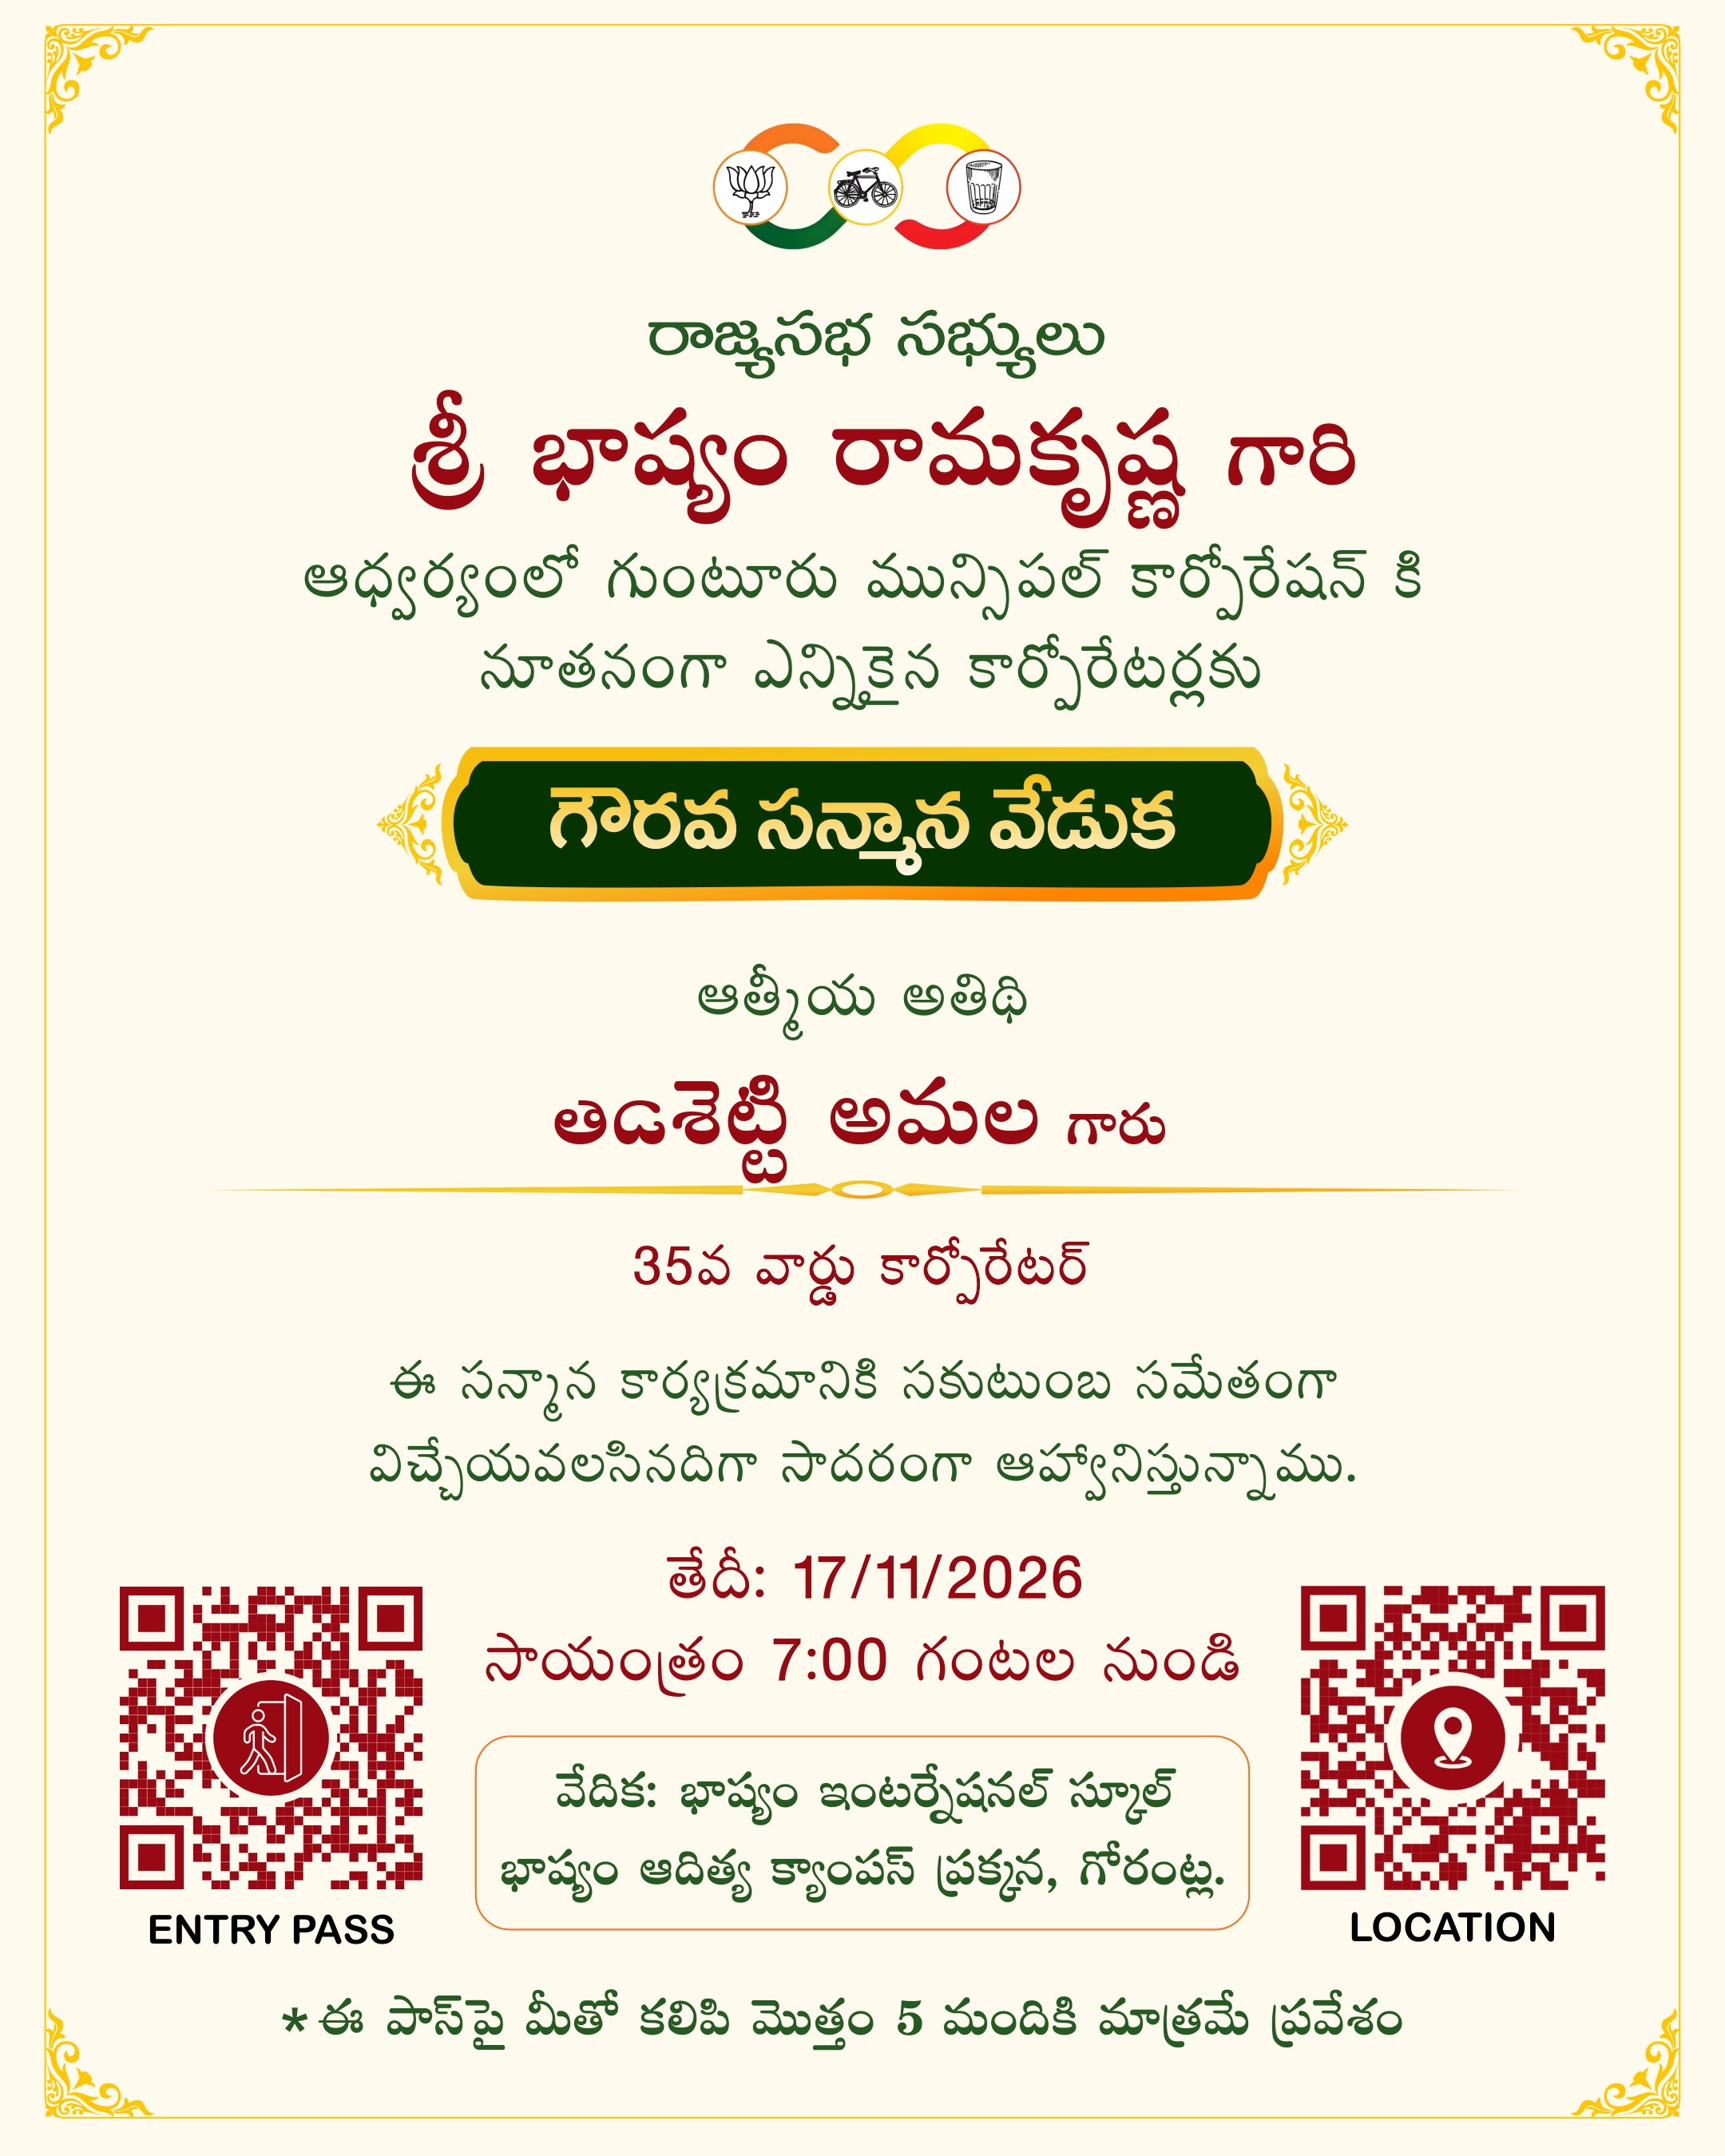 రాజ్యసభ సభ్యులు
శ్రీ భాష్యం రామకృష్ణ గారి
ఆధ్వర్యంలో గుంటూరు మున్సిపల్ కార్పోరేషన్ కి
నూతనంగా ఎన్నికైన కార్పోరేటర్లకు
గౌరవ సన్మాన వేడుక
ఆత్మీయ అతిథి
తడశెట్టి అమల గారు
35వ వార్డు కార్పోరేటర్
ఈ సన్మాన కార్యక్రమానికి సకుటుంబ సమేతంగా
విచ్చేయవలసినదిగా సాదరంగా ఆహ్వానిస్తున్నాము.
తేదీ: 17/11/2026
సాయంత్రం 7:00 గంటల నుండి
వేదిక: భాష్యం ఇంటర్నేషనల్ స్కూల్
భాష్యం ఆదిత్య క్యాంపస్ ప్రక్కన, గోరంట్ల.
ENTRY PASS
LOCATION
*ఈ పాస్‌పై మీతో కలిపి మొత్తం 5 మందికి మాత్రమే ప్రవేశం